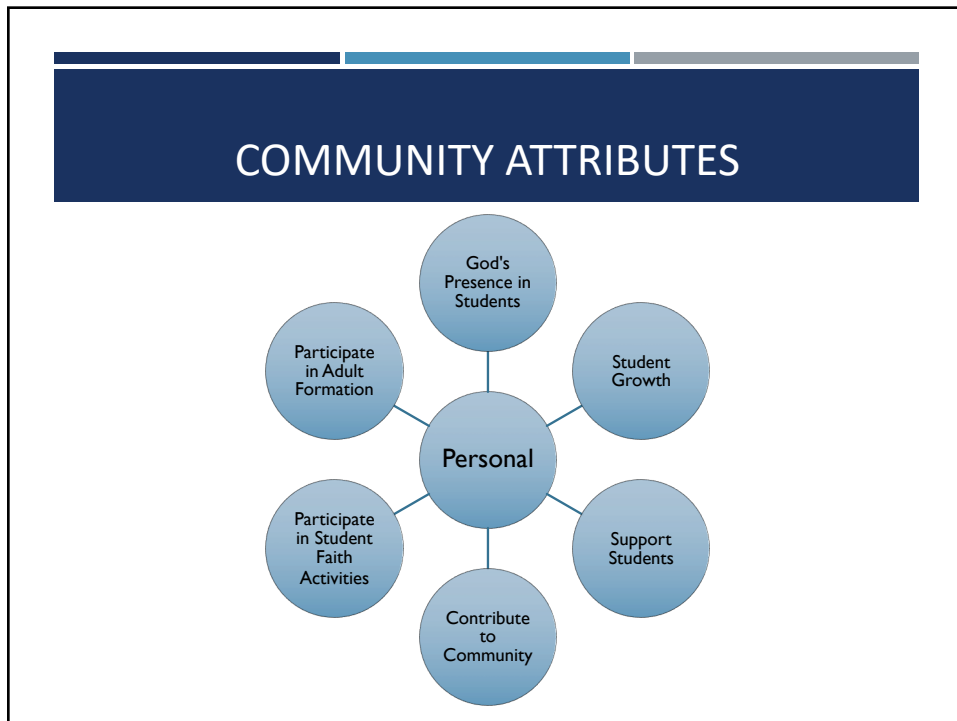 COMMUNITY ATTRIBUTES
God's
Presence in
Students
Student
Growth
Support
Students
Contribute
to
Community
Participate
in Student
Faith
Activities
Participate
in Adult
Formation
Personal